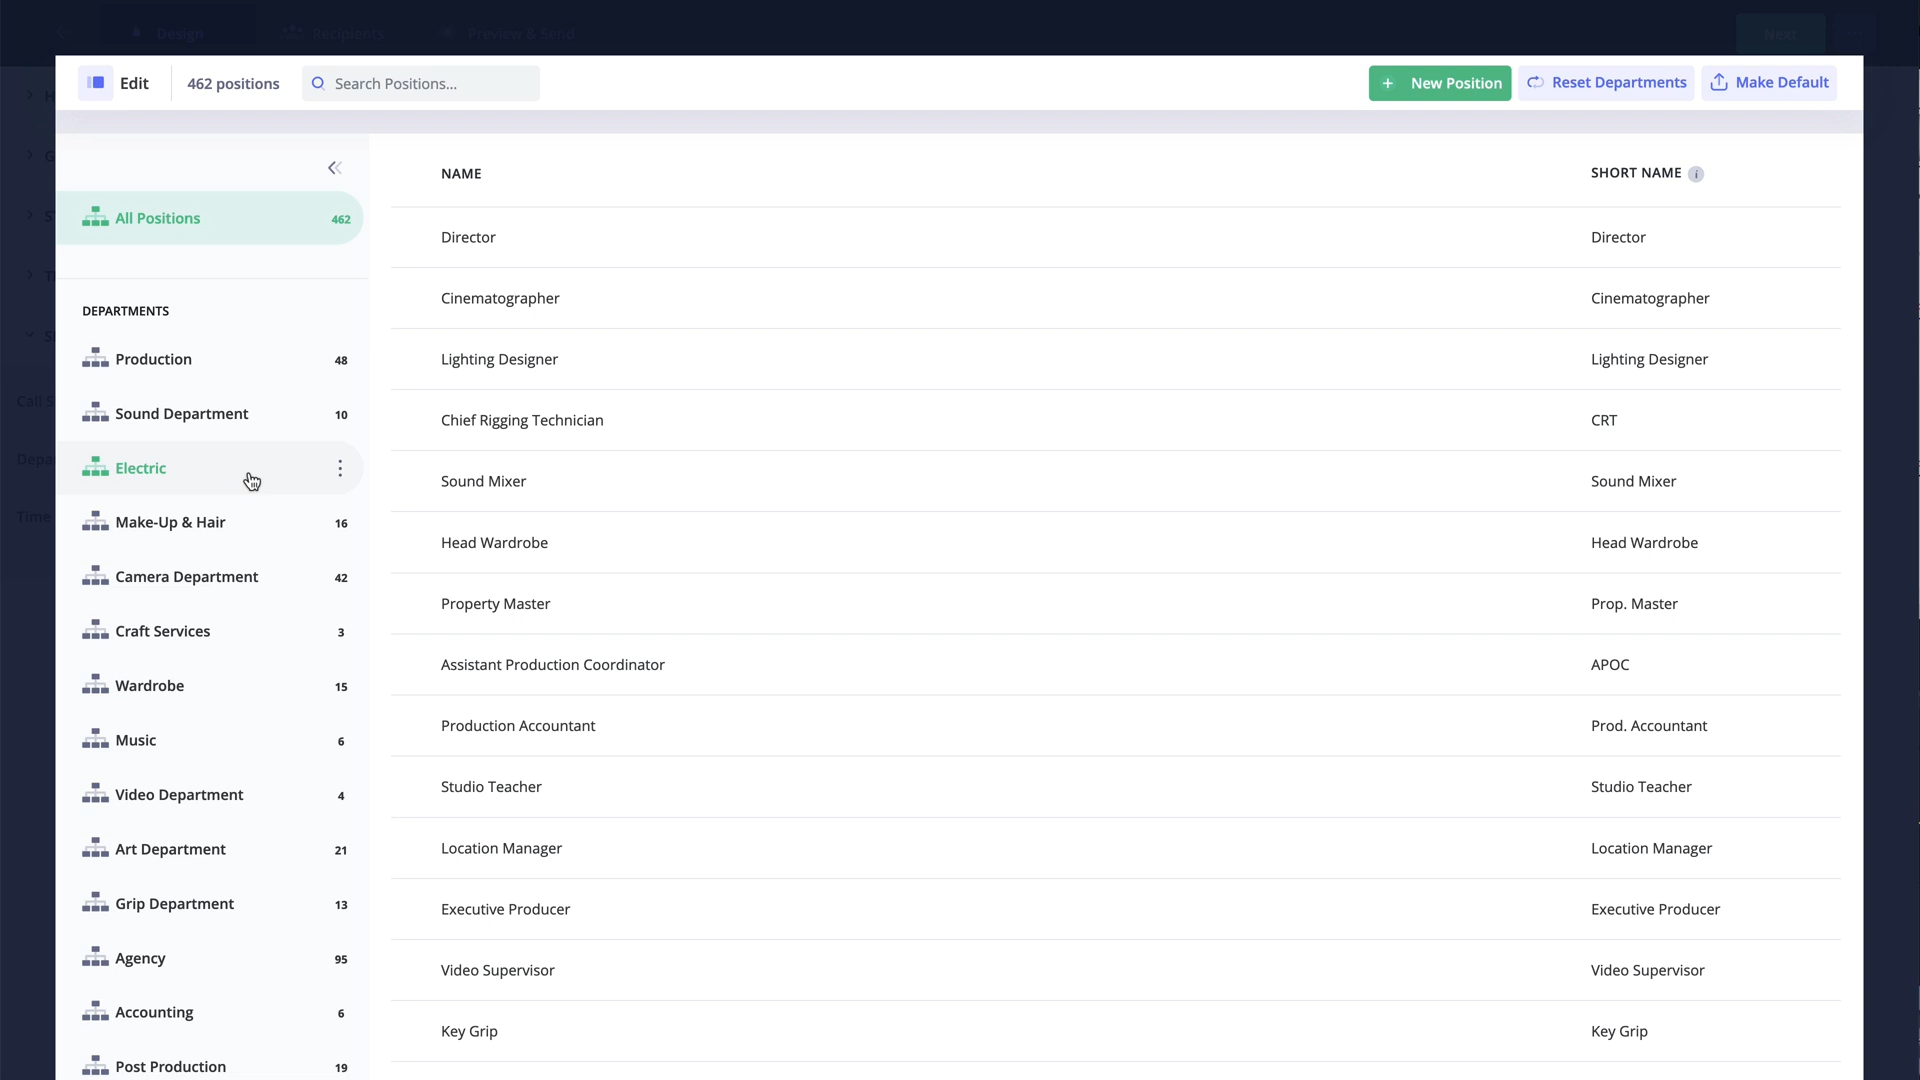 Design
Recipients
Preview & Send
Next
Edit
462 positions
Search Positions...
New Position
Reset Departments
Make Default
All Positions
462
DEPARTMENTS
Production
48
Sound Department
10
Electric
Make-Up & Hair
16
Camera Department
42
Craft Services
3
Wardrobe
15
Music
6
Video Department
4
Art Department
21
Grip Department
13
Agency
95
Accounting
6
Post Production
19
NAME
SHORT NAME
Director
Director
Cinematographer
Cinematographer
Lighting Designer
Lighting Designer
Chief Rigging Technician
CRT
Sound Mixer
Sound Mixer
Head Wardrobe
Head Wardrobe
Property Master
Prop. Master
Assistant Production Coordinator
APOC
Production Accountant
Prod. Accountant
Studio Teacher
Studio Teacher
Location Manager
Location Manager
Executive Producer
Executive Producer
Video Supervisor
Video Supervisor
Key Grip
Key Grip
Time